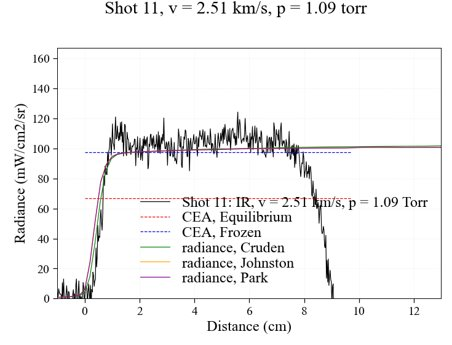 Shot 11, v = 2.51 km/s, p = 1.09 torr
160
140
120
100
80
60
40
20
0
Radiance (mW/cm2/sr)
Shot 11: IR, v = 2.51 km/s, p = 1.09 Torr
CEA, Equilibrium
CEA, Frozen
radiance, Cruden
radiance, Johnston
radiance, Park
0
2
4
6
8
10
12
Distance (cm)